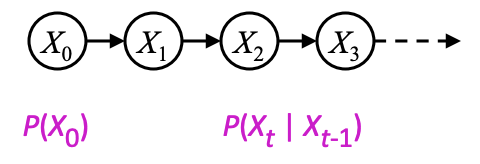 X₀ X₁ X₂ X₃
P(X₀) P(Xₜ | Xₜ₋₁)